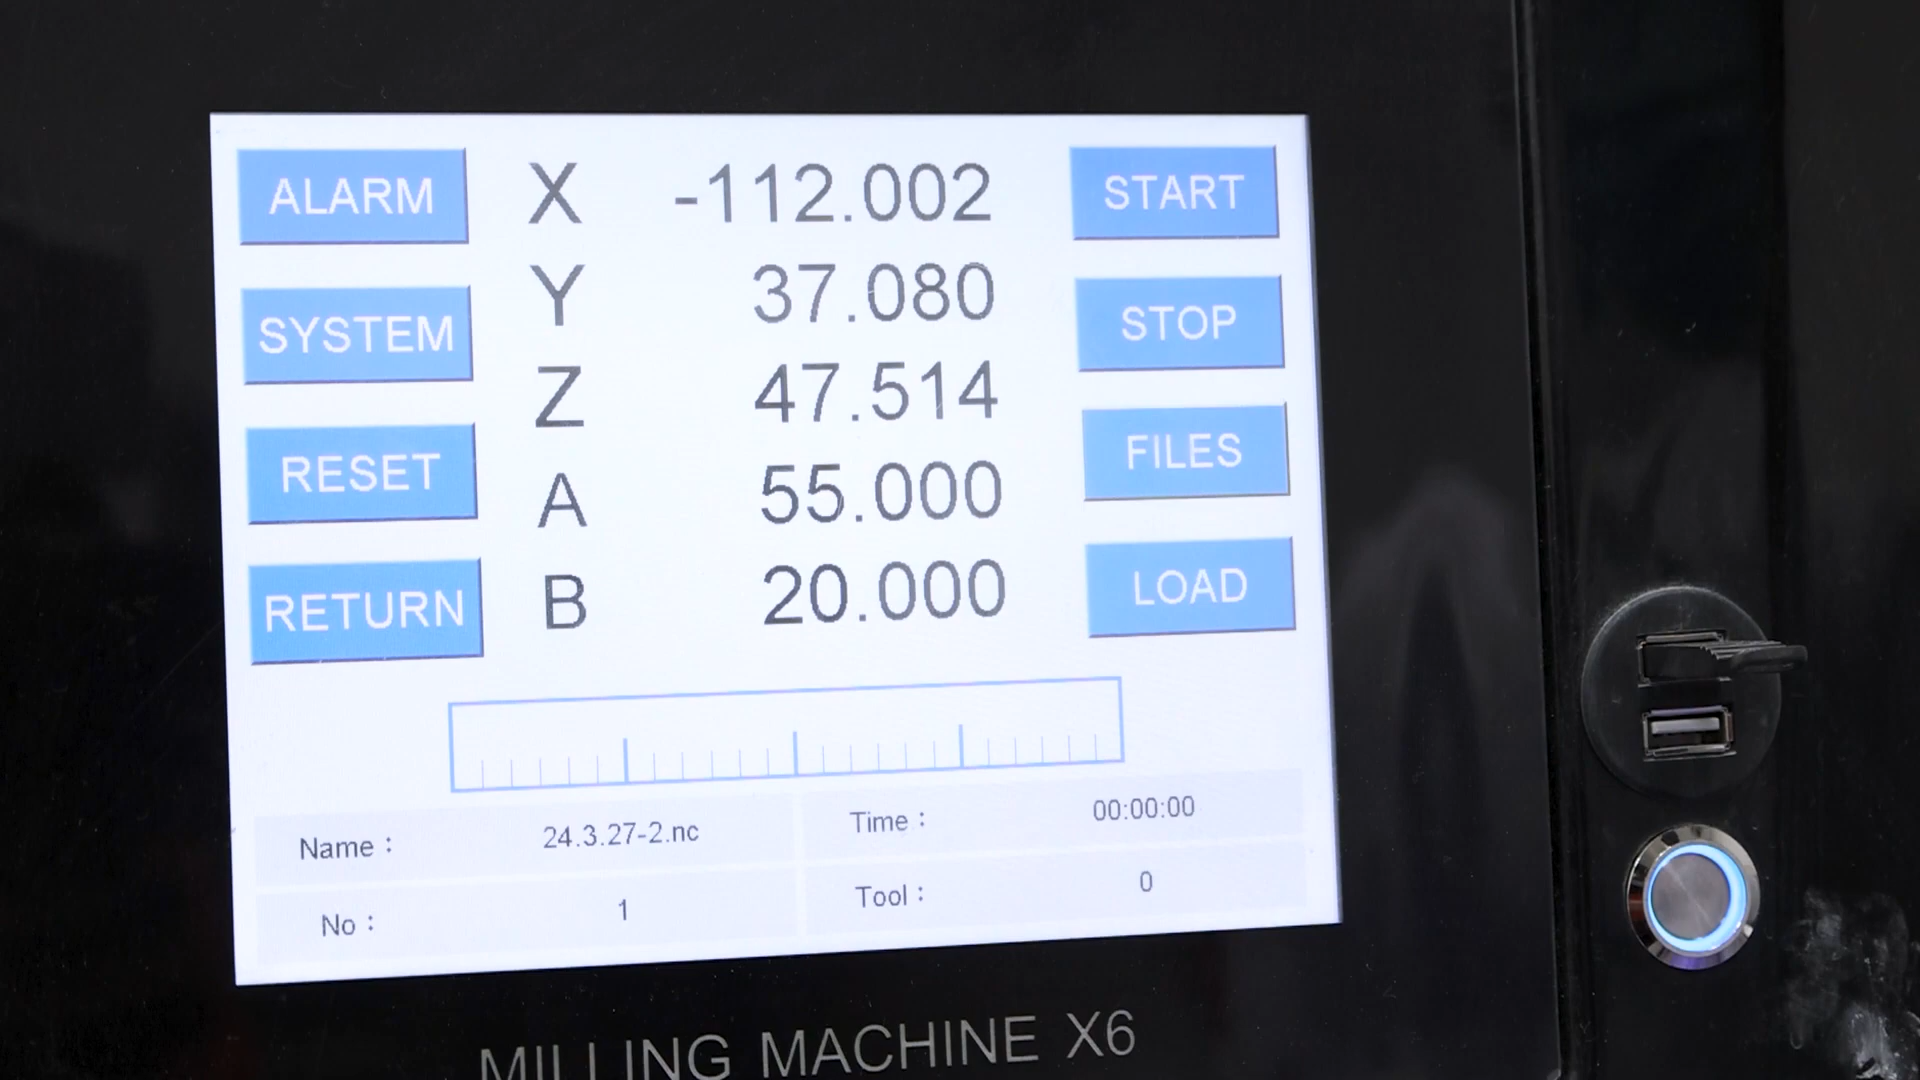 ALARM
X -112.002
START
Y 37.080
SYSTEM
STOP
Z 47.514
RESET
FILES
A 55.000
RETURN
B 20.000
LOAD
Name : 24.3.27-2.nc
Time : 00:00:00
No : 1
Tool : 0
MILLING MACHINE X6